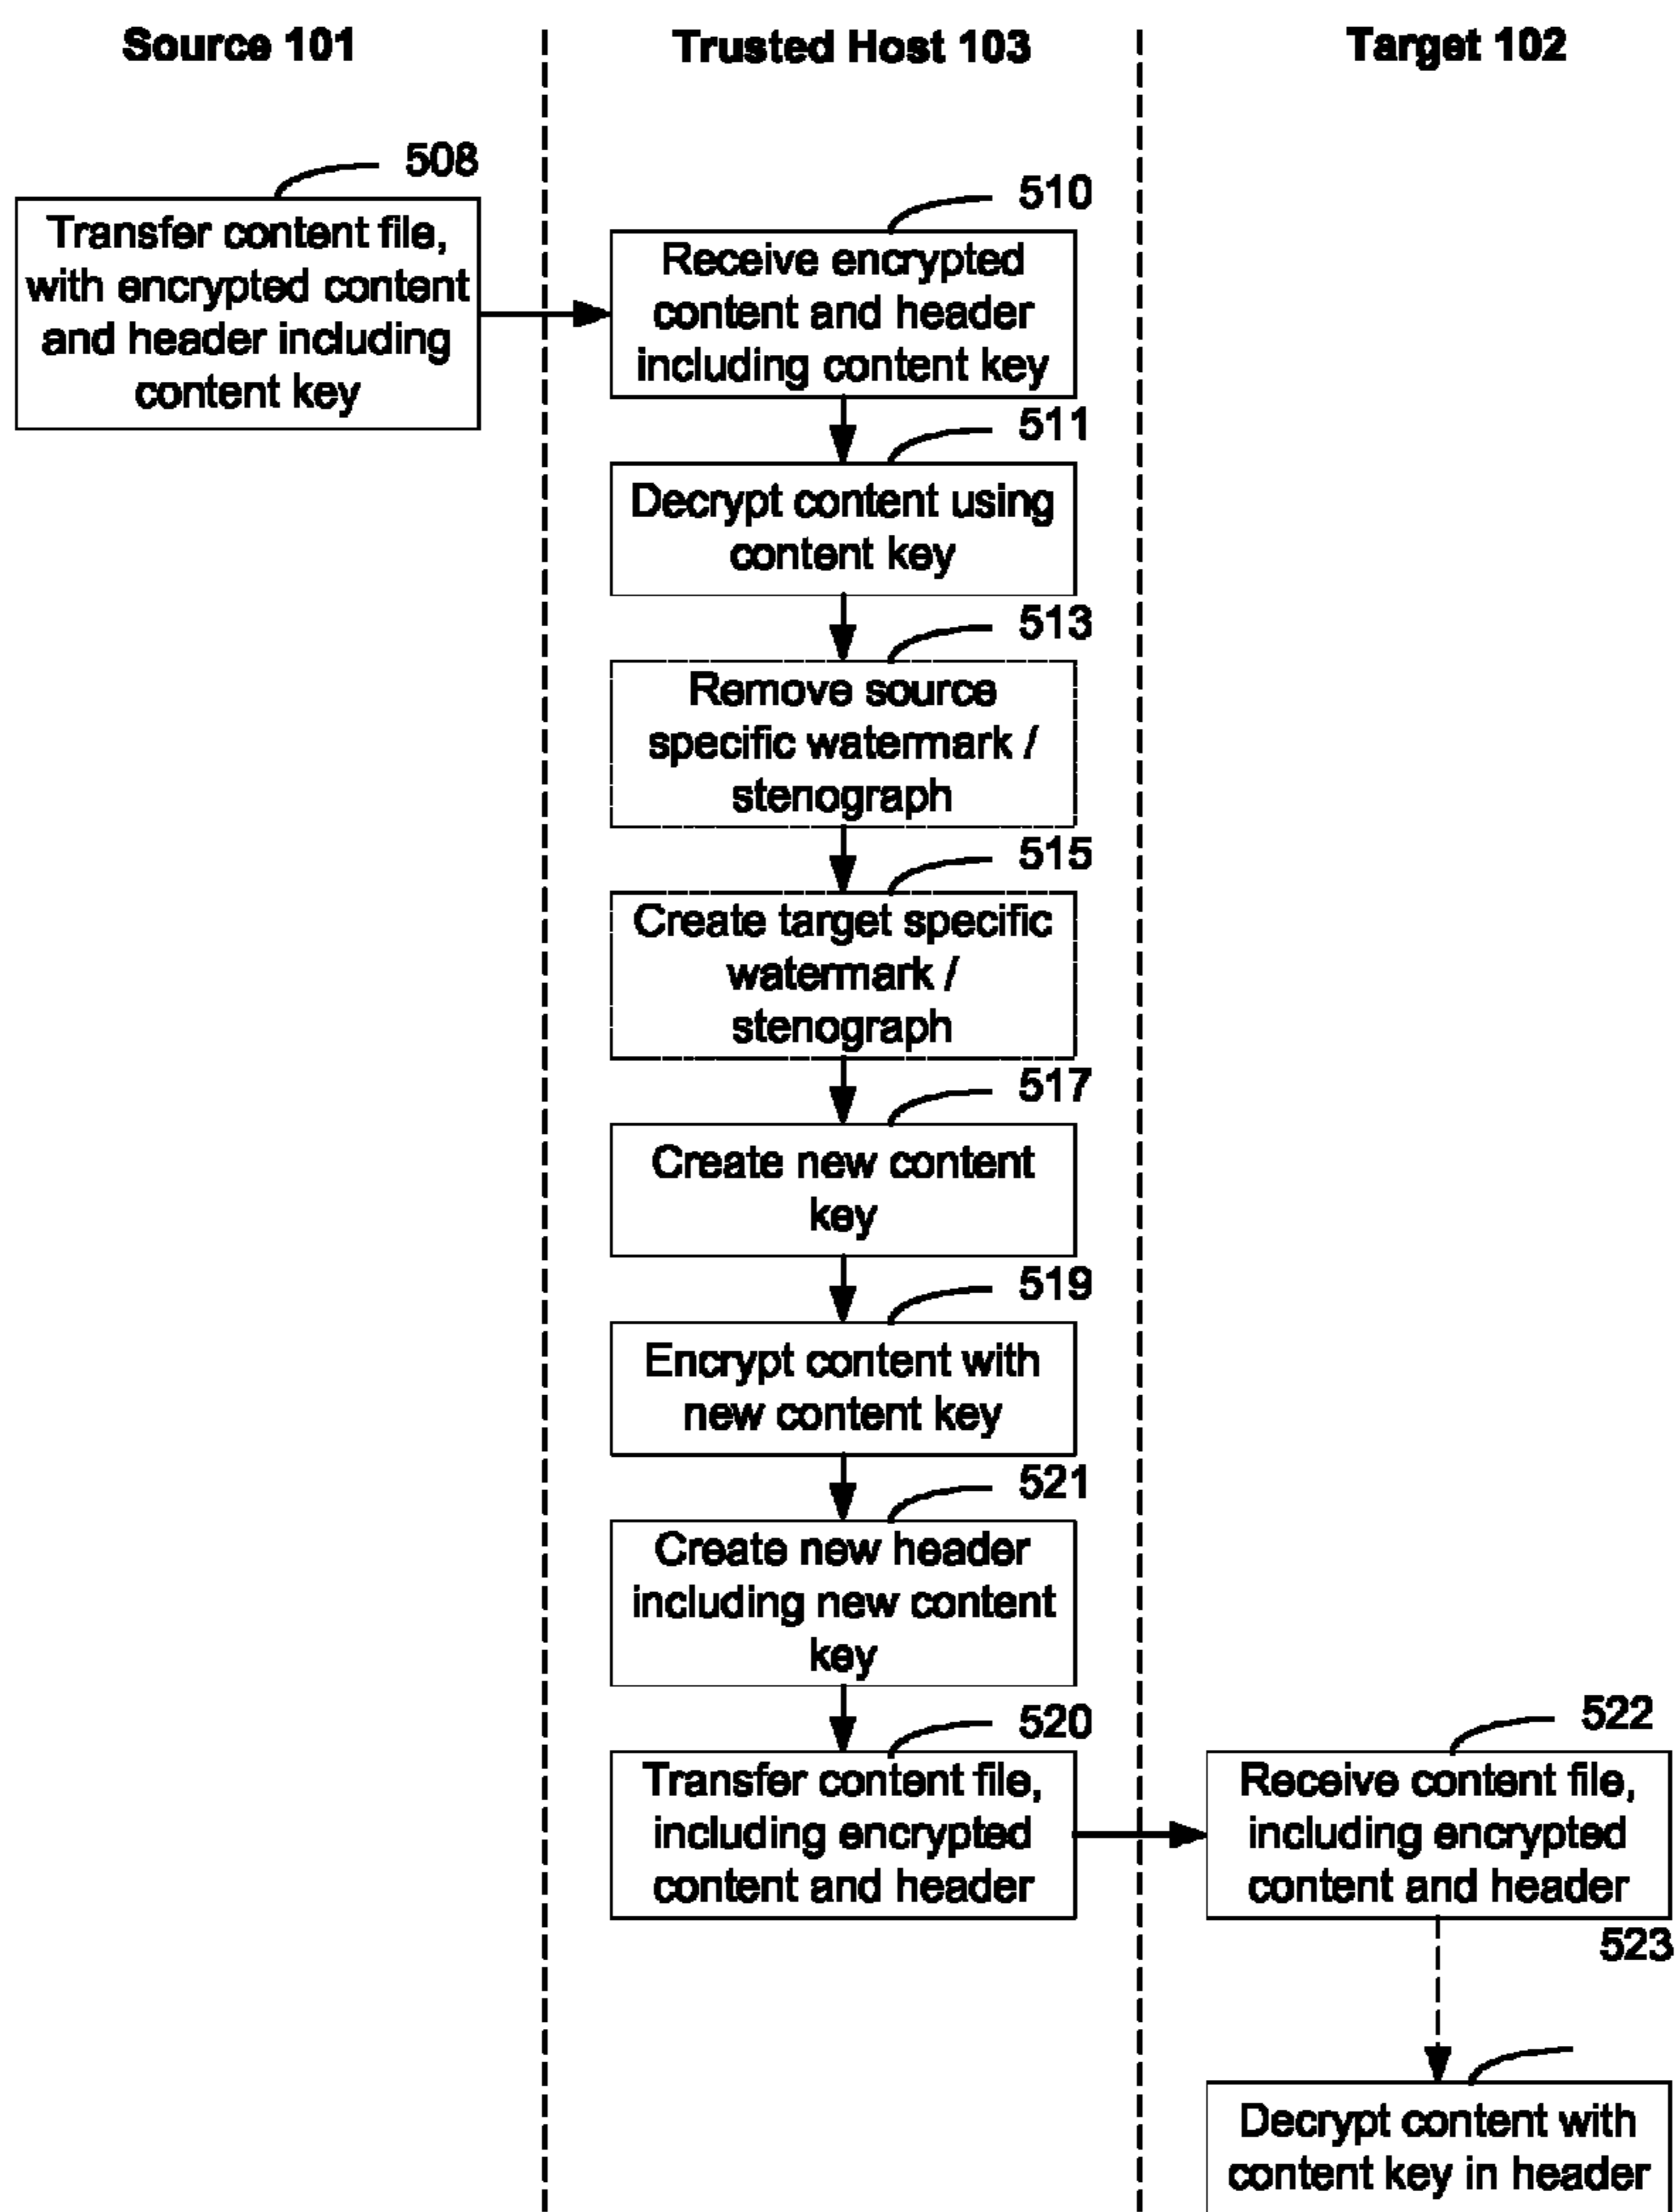 Source 101
Trusted Host 103
Target 102
508
Transfer content file,
with encrypted content
and header including
content key
510
Receive encrypted
content and header
including content key
511
Decrypt content using
content key
513
Remove source
specific watermark /
stenograph
515
Create target specific
watermark /
stenograph
517
Create new content
key
519
Encrypt content with
new content key
521
Create new header
including new content
key
520
Transfer content file,
including encrypted
content and header
522
Receive content file,
including encrypted
content and header
523
Decrypt content with
content key in header